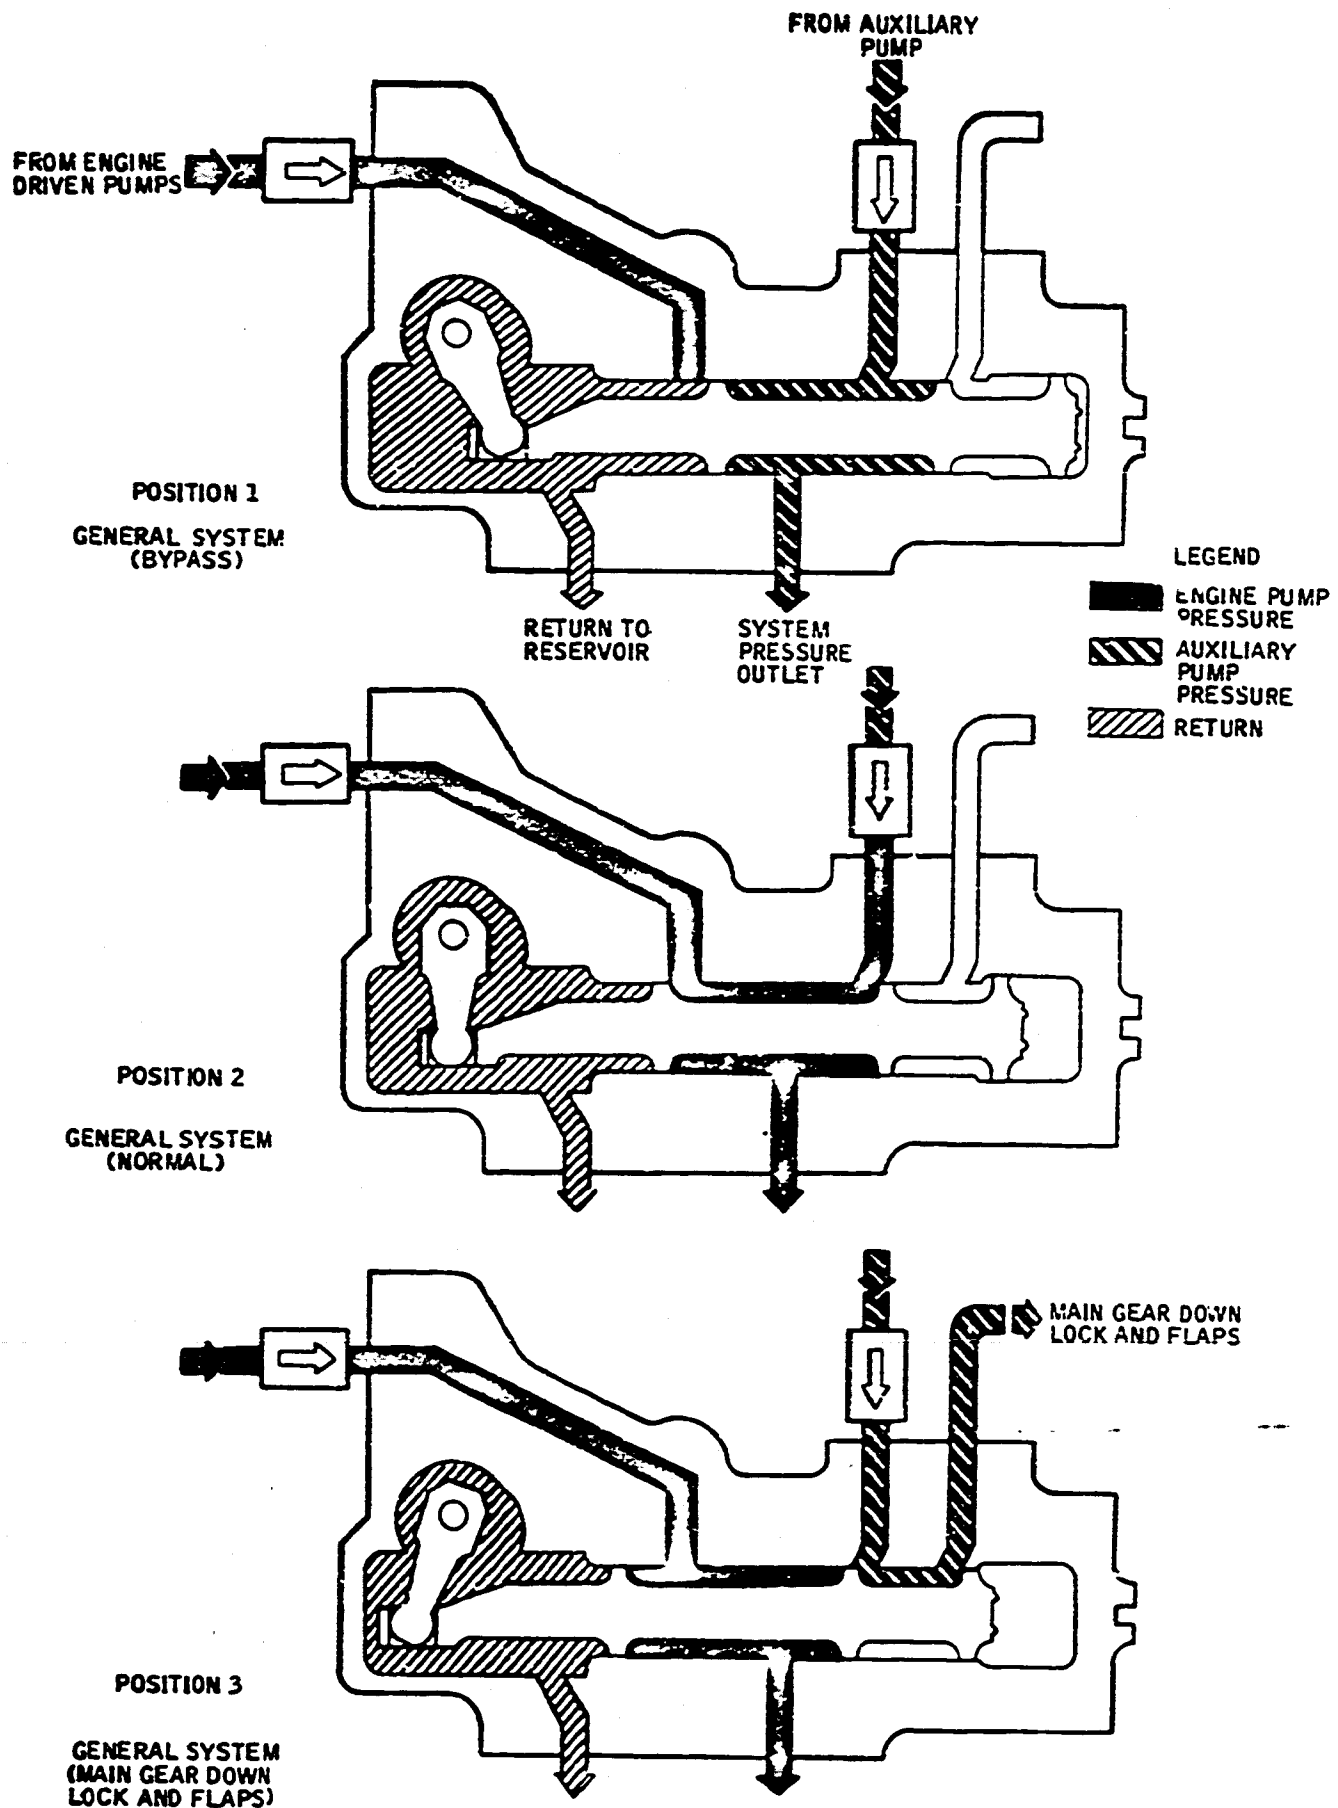 FROM AUXILIARY
PUMP
FROM ENGINE
DRIVEN PUMPS
POSITION 1
GENERAL SYSTEM
(BYPASS)
RETURN TO
RESERVOIR
SYSTEM
PRESSURE
OUTLET
LEGEND
ENGINE PUMP
PRESSURE
AUXILIARY
PUMP
PRESSURE
RETURN
POSITION 2
GENERAL SYSTEM
(NORMAL)
MAIN GEAR DOWN
LOCK AND FLAPS
POSITION 3
GENERAL SYSTEM
(MAIN GEAR DOWN
LOCK AND FLAPS)